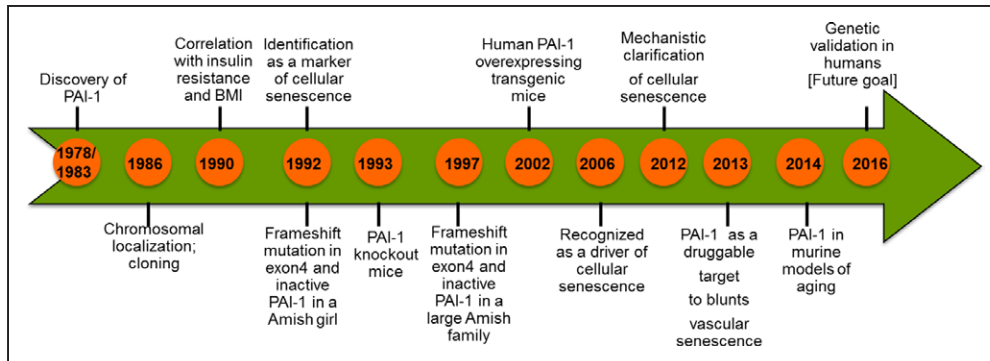 Discovery of
PAI-1
Correlation
with insulin
resistance
and BMI
Identification
as a marker
of cellular
senescence
Human PAI-1
overexpressing
transgenic
mice
Mechanistic
clarification
of cellular
senescence
Genetic
validation in
humans
[Future goal]
1978/
1983
1986
1990
1992
1993
1997
2002
2006
2012
2013
2014
2016
Chromosomal
localization;
cloning
Frameshift
mutation in
exon4 and
inactive
PAI-1 in a
Amish girl
PAI-1
knockout
mice
Frameshift
mutation in
exon4 and
inactive
PAI-1 in a
large Amish
family
Recognized
as a driver of
cellular
senescence
PAI-1 as a
druggable
target
to blunts
vascular senescence
PAI-1 in
murine
models of
aging